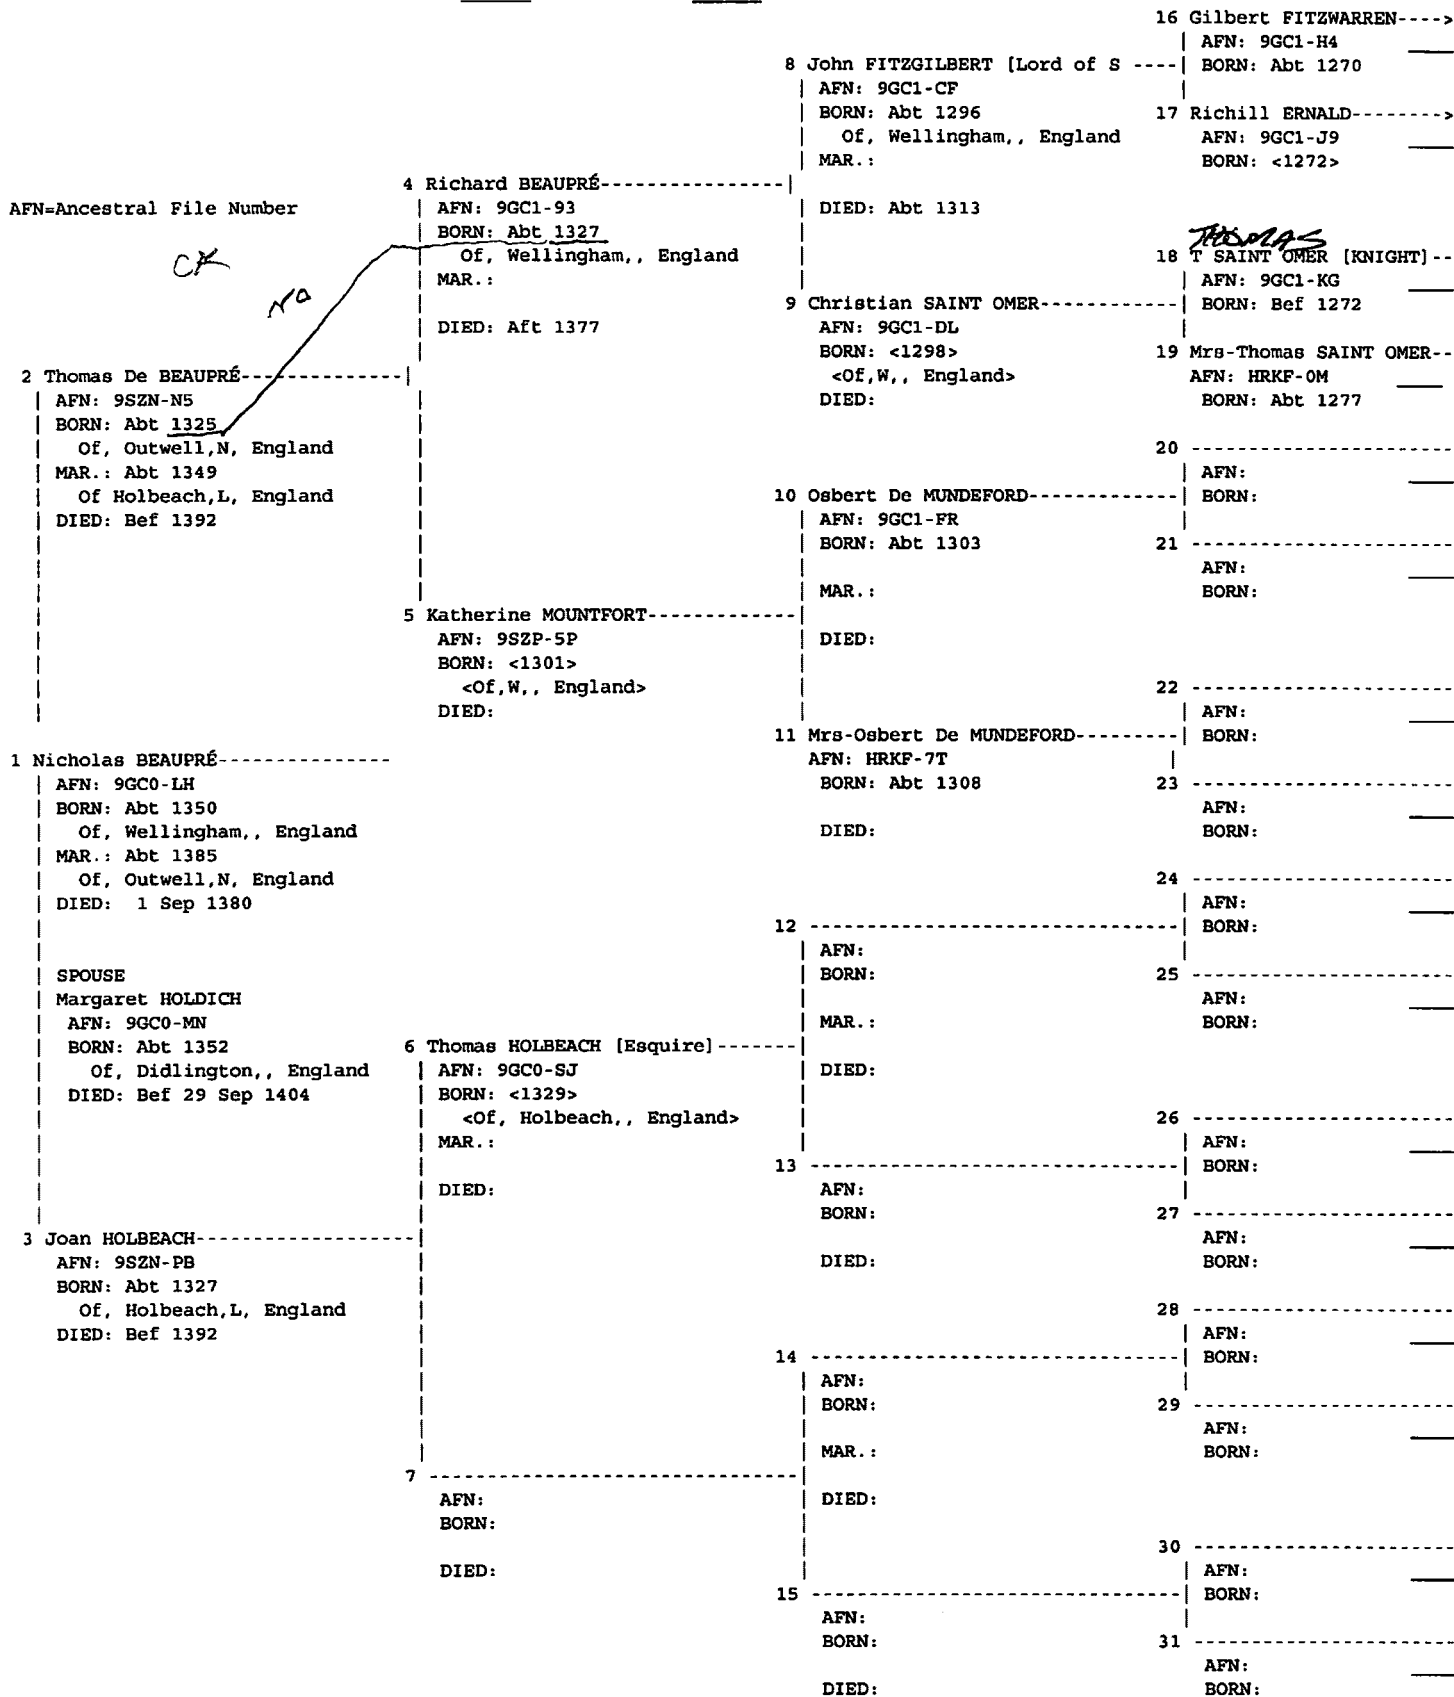 16 Gilbert FITZWARREN---->
AFN: 9GC1-H4
8 John FITZGILBERT [Lord of S ----| BORN: Abt 1270
AFN: 9GC1-CF
BORN: Abt 1296
17 Richill ERNALD-------->
Of, Wellingham,, England
AFN: 9GC1-J9
MAR.:
BORN: <1272>
4 Richard BEAUPRÉ----------------|
AFN=Ancestral File Number
AFN: 9GC1-93
DIED: Abt 1313
BORN: Abt 1327
THOMAS
CK
Of, Wellingham,, England
18 T SAINT OMER [KNIGHT]--
MAR.:
AFN: 9GC1-KG
NO
9 Christian SAINT OMER------------| BORN: Bef 1272
DIED: Aft 1377
AFN: 9GC1-DL
BORN: <1298>
19 Mrs-Thomas SAINT OMER--
2 Thomas De BEAUPRÉ--------------|
<Of,W,, England>
AFN: HRKF-0M
AFN: 9SZN-N5
DIED:
BORN: Abt 1277
BORN: Abt 1325
Of, Outwell,N, England
20 ----------------------
MAR.: Abt 1349
AFN:
Of Holbeach,L, England
10 Osbert De MUNDEFORD-------------| BORN:
DIED: Bef 1392
AFN: 9GC1-FR
BORN: Abt 1303
21 ----------------------
AFN:
MAR.:
BORN:
5 Katherine MOUNTFORT-------------|
AFN: 9SZP-5P
DIED:
BORN: <1301>
<Of,W,, England>
22 ----------------------
DIED:
AFN:
11 Mrs-Osbert De MUNDEFORD---------| BORN:
1 Nicholas BEAUPRÉ---------------
AFN: HRKF-7T
AFN: 9GC0-LH
BORN: Abt 1308
23 ----------------------
BORN: Abt 1350
AFN:
Of, Wellingham,, England
DIED:
BORN:
MAR.: Abt 1385
Of, Outwell,N, England
24 ----------------------
DIED: 1 Sep 1380
AFN:
12 --------------------------------| BORN:
AFN:
SPOUSE
BORN:
25 ----------------------
Margaret HOLDICH
AFN:
AFN: 9GC0-MN
MAR.:
BORN:
BORN: Abt 1352
6 Thomas HOLBEACH [Esquire]-------|
Of, Didlington,, England
AFN: 9GC0-SJ
DIED:
DIED: Bef 29 Sep 1404
BORN: <1329>
<Of, Holbeach,, England>
26 ----------------------
MAR.:
AFN:
13 --------------------------------| BORN:
DIED:
AFN:
BORN:
27 ----------------------
3 Joan HOLBEACH-------------------|
AFN:
AFN: 9SZN-PB
DIED:
BORN:
BORN: Abt 1327
Of, Holbeach,L, England
28 ----------------------
DIED: Bef 1392
AFN:
14 --------------------------------| BORN:
AFN:
BORN:
29 ----------------------
AFN:
MAR.:
BORN:
7 --------------------------------|
AFN:
DIED:
BORN:
30 ----------------------
DIED:
AFN:
15 --------------------------------| BORN:
AFN:
BORN:
31 ----------------------
AFN:
DIED:
BORN: